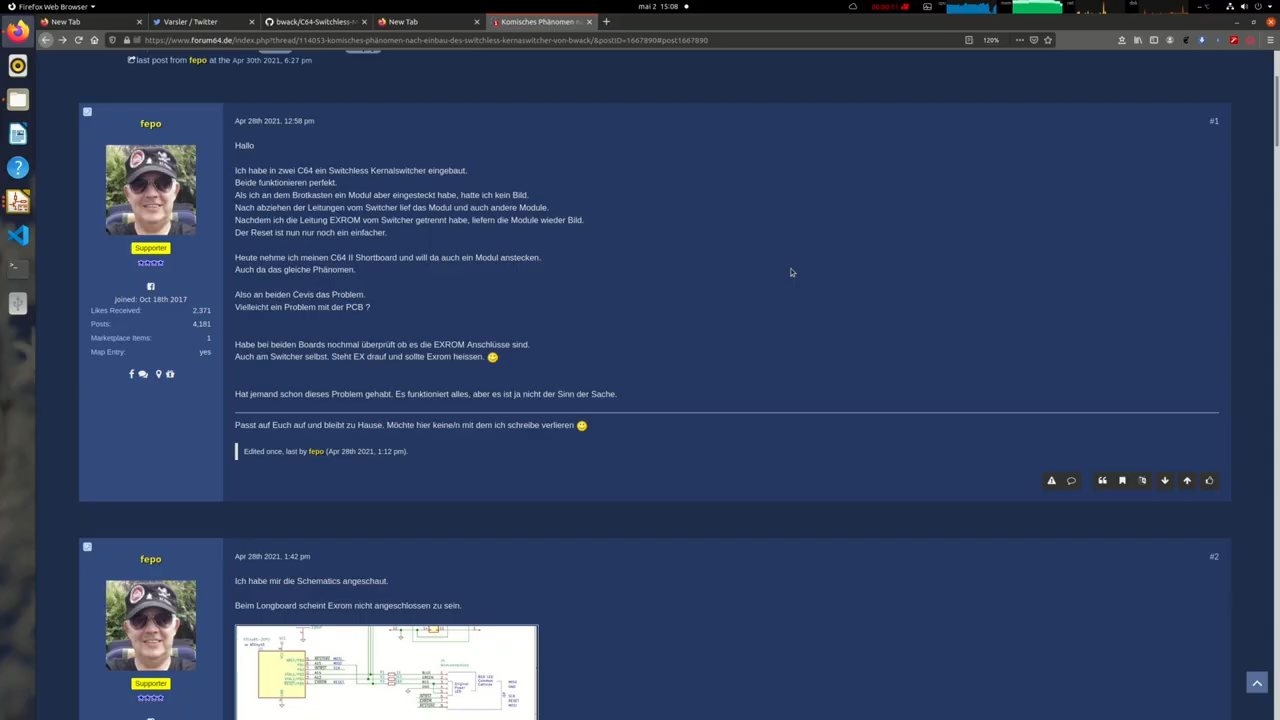 Firefox Web Browser
mai 2 15:08
00:00:11
New Tab
Varsler / Twitter
bwack/C64-Switchless-M
New Tab
Komisches Phänomen na
https://www.forum64.de/index.php?thread/114053-komisches-phänomen-nach-einbau-des-switchless-kernaswitcher-von-bwack/&postID=1667890#post1667890
120%
last post from fepo at the Apr 30th 2021, 6:27 pm
fepo
Apr 28th 2021, 12:58 pm
#1
Hallo
Ich habe in zwei C64 ein Switchless Kernalswitcher eingebaut.
Beide funktionieren perfekt.
Als ich an dem Brotkasten ein Modul aber eingesteckt habe, hatte ich kein Bild.
Nach abziehen der Leitungen vom Switcher lief das Modul und auch andere Module.
Nachdem ich die Leitung EXROM vom Switcher getrennt habe, liefern die Module wieder Bild.
Der Reset ist nun nur noch ein einfacher.
Heute nehme ich meinen C64 II Shortboard und will da auch ein Modul anstecken.
Auch da das gleiche Phänomen.
Also an beiden Cevis das Problem.
Vielleicht ein Problem mit der PCB ?
Habe bei beiden Boards nochmal überprüft ob es die EXROM Anschlüsse sind.
Auch am Switcher selbst. Steht EX drauf und sollte Exrom heissen.
Hat jemand schon dieses Problem gehabt. Es funktioniert alles, aber es ist ja nicht der Sinn der Sache.
Passt auf Euch auf und bleibt zu Hause. Möchte hier keine/n mit dem ich schreibe verlieren
Edited once, last by fepo (Apr 28th 2021, 1:12 pm).
Supporter
Joined: Oct 18th 2017
Likes Received: 2,371
Posts: 4,181
Marketplace Items: 1
Map Entry: yes
fepo
Apr 28th 2021, 1:42 pm
#2
Ich habe mir die Schematics angeschaut.
Beim Longboard scheint Exrom nicht angeschlossen zu sein.
Supporter